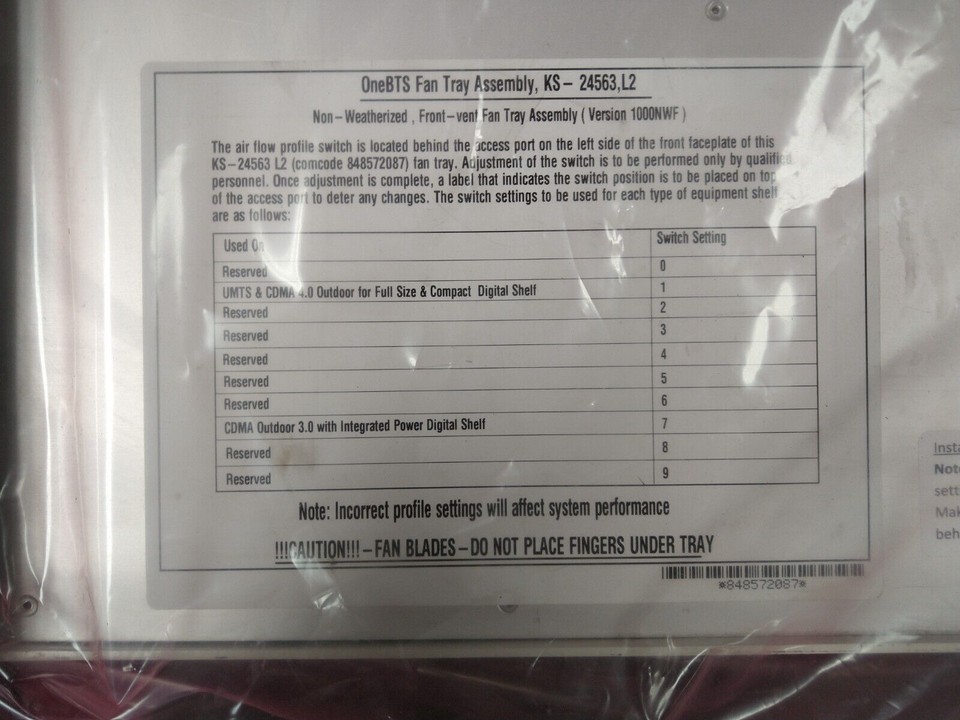 OneBTS Fan Tray Assembly, KS – 24563,L2
Non–Weatherized , Front–vent Fan Tray Assembly ( Version 1000NWF )
The air flow profile switch is located behind the access port on the left side of the front faceplate of this
KS–24563 L2 (comcode 848572087) fan tray. Adjustment of the switch is to be performed only by qualified
personnel. Once adjustment is complete, a label that indicates the switch position is to be placed on top
of the access port to deter any changes. The switch settings to be used for each type of equipment shelf
are as follows:
Used On Switch Setting
Reserved 0
UMTS & CDMA 4.0 Outdoor for Full Size & Compact Digital Shelf 1
Reserved 2
Reserved 3
Reserved 4
Reserved 5
Reserved 6
CDMA Outdoor 3.0 with Integrated Power Digital Shelf 7
Reserved 8
Reserved 9
Note: Incorrect profile settings will affect system performance
!!!CAUTION!!! – FAN BLADES – DO NOT PLACE FINGERS UNDER TRAY
*848572087*